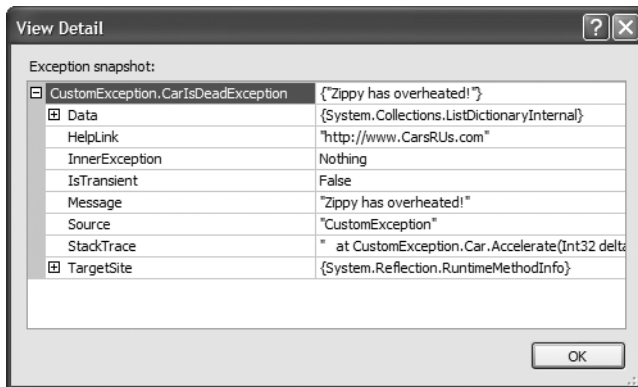 View Detail
Exception snapshot:
CustomException.CarIsDeadException {"Zippy has overheated!"}
Data {System.Collections.ListDictionaryInternal}
HelpLink "http://www.CarsRUs.com"
InnerException Nothing
IsTransient False
Message "Zippy has overheated!"
Source "CustomException"
StackTrace "   at CustomException.Car.Accelerate(Int32 delta
TargetSite {System.Reflection.RuntimeMethodInfo}
OK